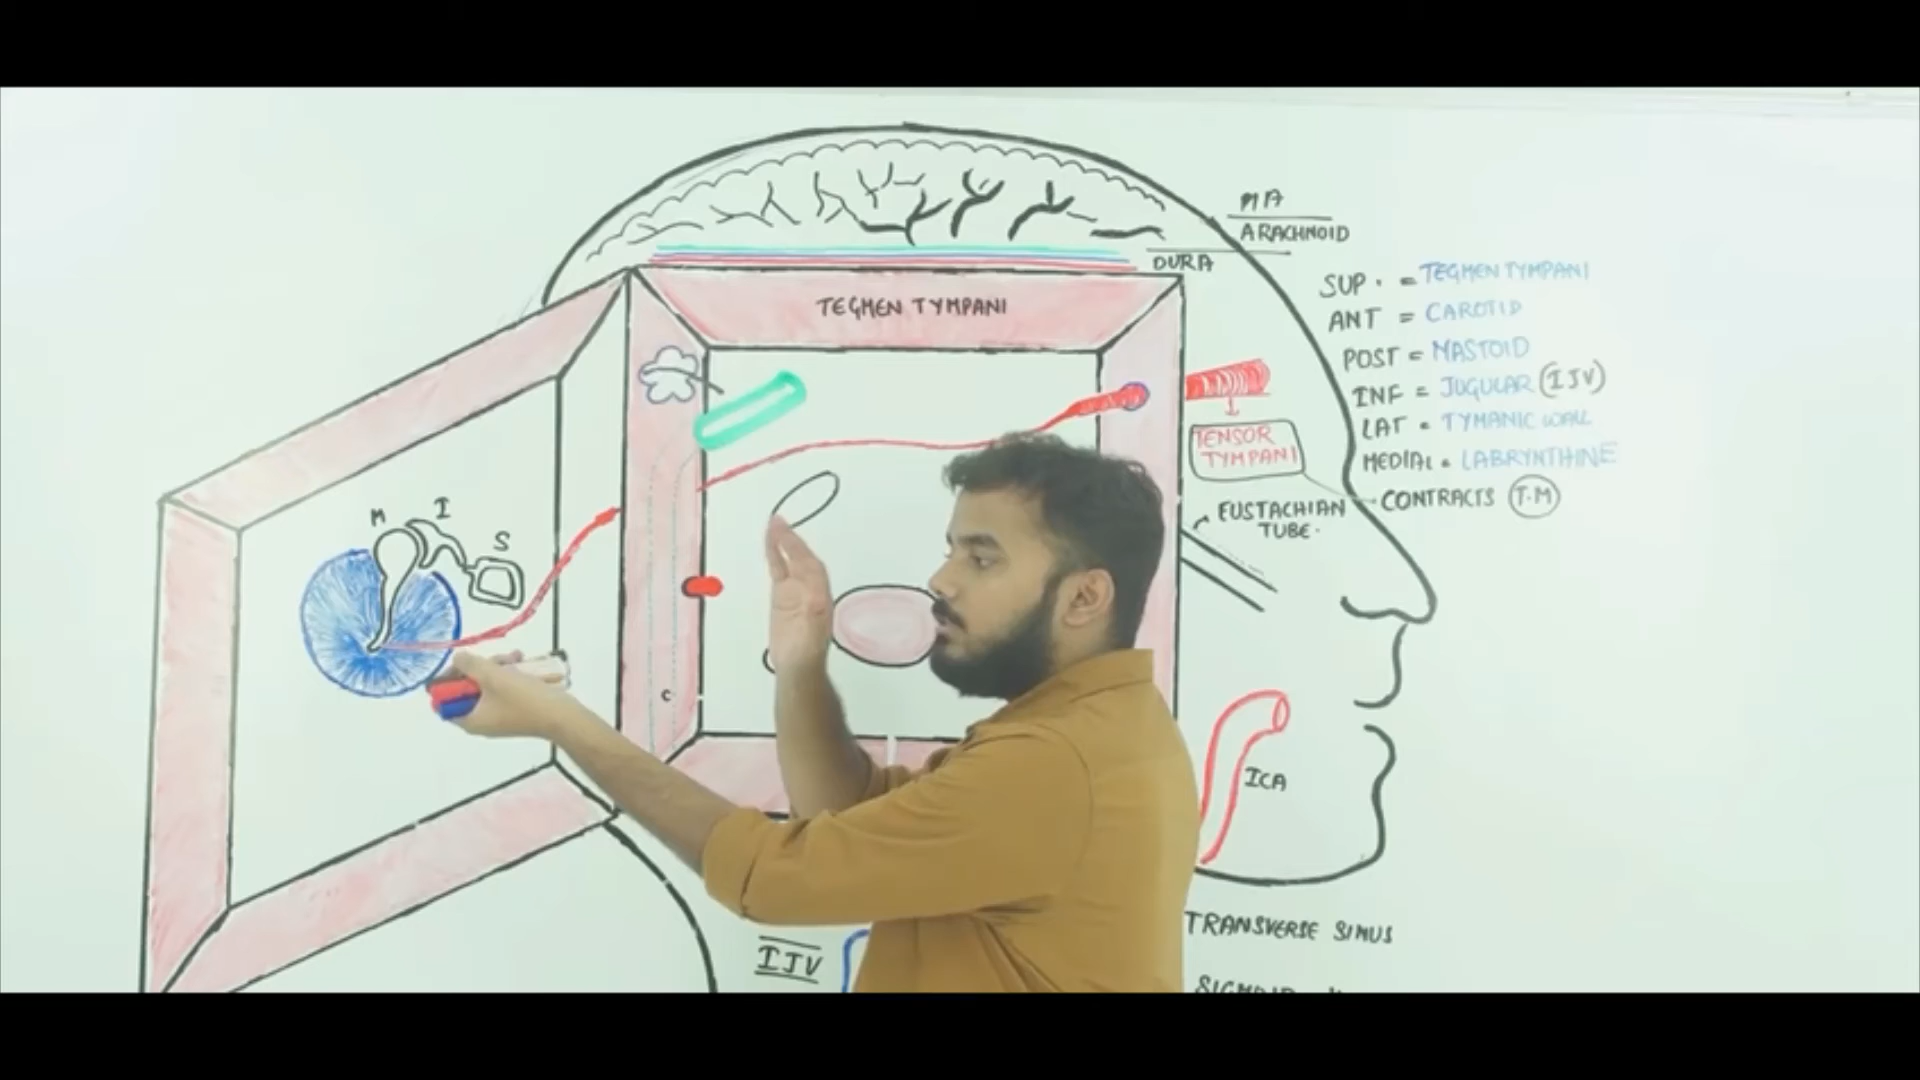 PIA
ARACHNOID
DURA
TEGMEN TYMPANI
SUP. = TEGMEN TYMPANI
ANT = CAROTID
POST = MASTOID
INF = JUGULAR (IJV)
LAT = TYMANIC WALL
MEDIAL = LABRYNTHINE
TENSOR
TYMPANI
CONTRACTS (T.M)
EUSTACHIAN
TUBE.
M
I
S
C
ICA
IJV
TRANSVERSE SINUS
SIGMOID